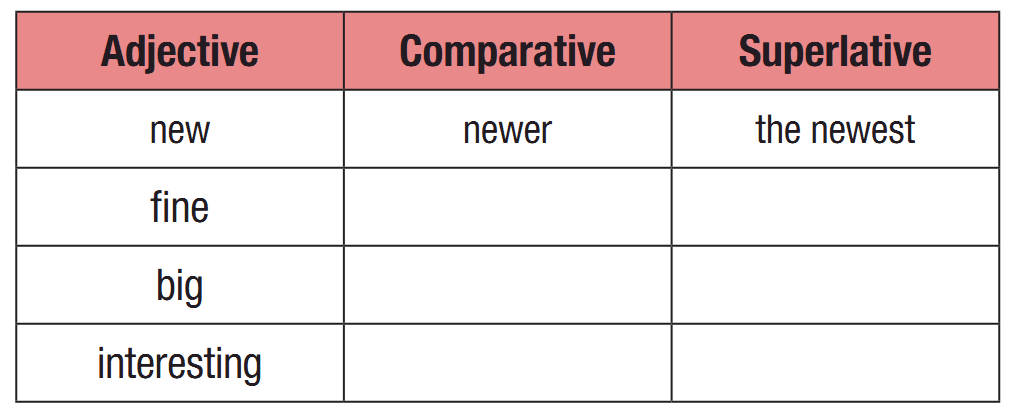 Adjective Comparative Superlative
new newer the newest
fine
big
interesting